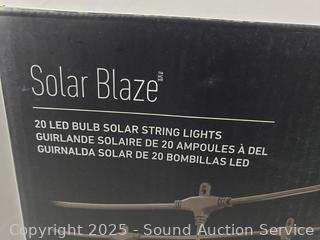 Solar Blaze
20 LED BULB SOLAR STRING LIGHTS
GUIRLANDE SOLAIRE DE 20 AMPOULES À DEL
GUIRNALDA SOLAR DE 20 BOMBILLAS LED
Copyright 2025 - Sound Auction Service